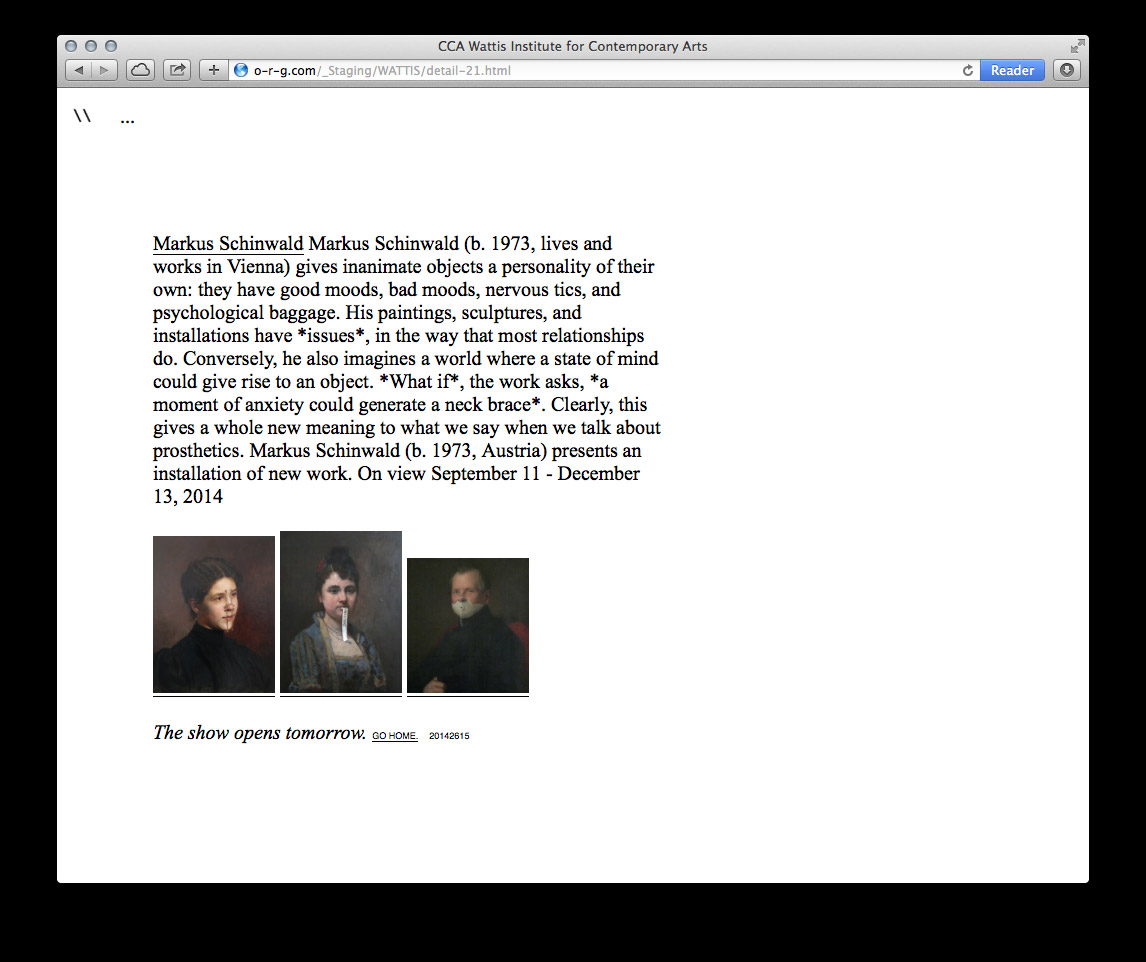 CCA Wattis Institute for Contemporary Arts
o-r-g.com/_Staging/WATTIS/detail-21.html
Reader
\\ ...
Markus Schinwald Markus Schinwald (b. 1973, lives and
works in Vienna) gives inanimate objects a personality of their
own: they have good moods, bad moods, nervous tics, and
psychological baggage. His paintings, sculptures, and
installations have *issues*, in the way that most relationships
do. Conversely, he also imagines a world where a state of mind
could give rise to an object. *What if*, the work asks, *a
moment of anxiety could generate a neck brace*. Clearly, this
gives a whole new meaning to what we say when we talk about
prosthetics. Markus Schinwald (b. 1973, Austria) presents an
installation of new work. On view September 11 - December
13, 2014
The show opens tomorrow. GO HOME. 20142615